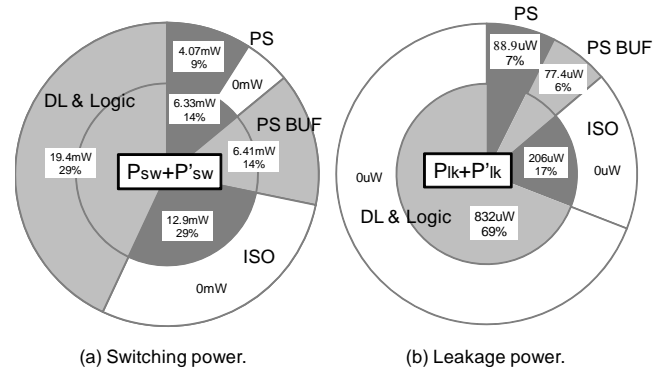 PS
4.07mW
9%
0mW
DL & Logic
6.33mW
14%
PS BUF
19.4mW
29%
6.41mW
14%
Psw+P'sw
12.9mW
29%
ISO
0mW
(a) Switching power.
PS
88.9uW
7%
PS BUF
77.4uW
6%
ISO
206uW
17%
0uW
0uW
Plk+P'lk
DL & Logic
832uW
69%
(b) Leakage power.